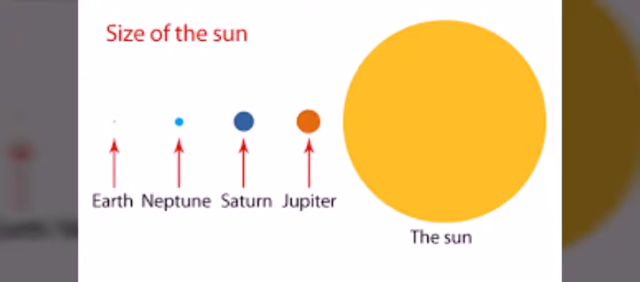 Size of the sun
Earth Neptune Saturn Jupiter
The sun